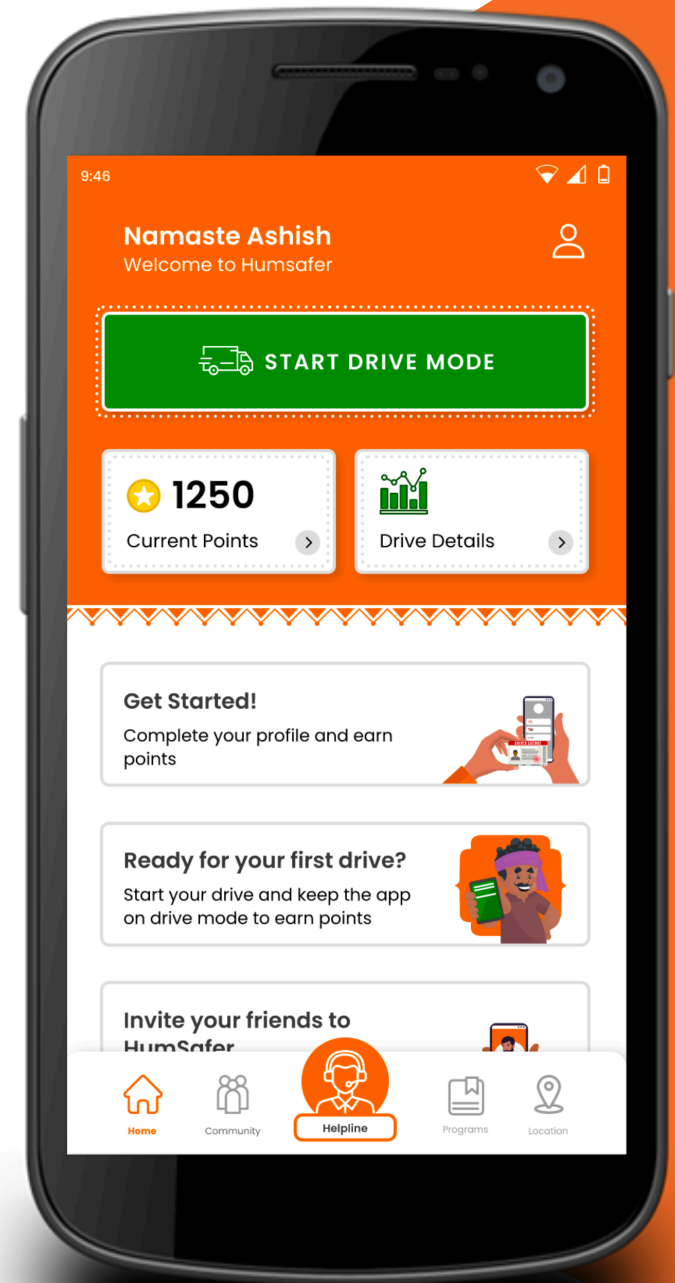 9:46
Namaste Ashish
Welcome to Humsafer
START DRIVE MODE
1250
Current Points
Drive Details
Get Started!
Complete your profile and earn
points
Ready for your first drive?
Start your drive and keep the app
on drive mode to earn points
Invite your friends to
HumSafer
Home
Community
Helpline
Programs
Location